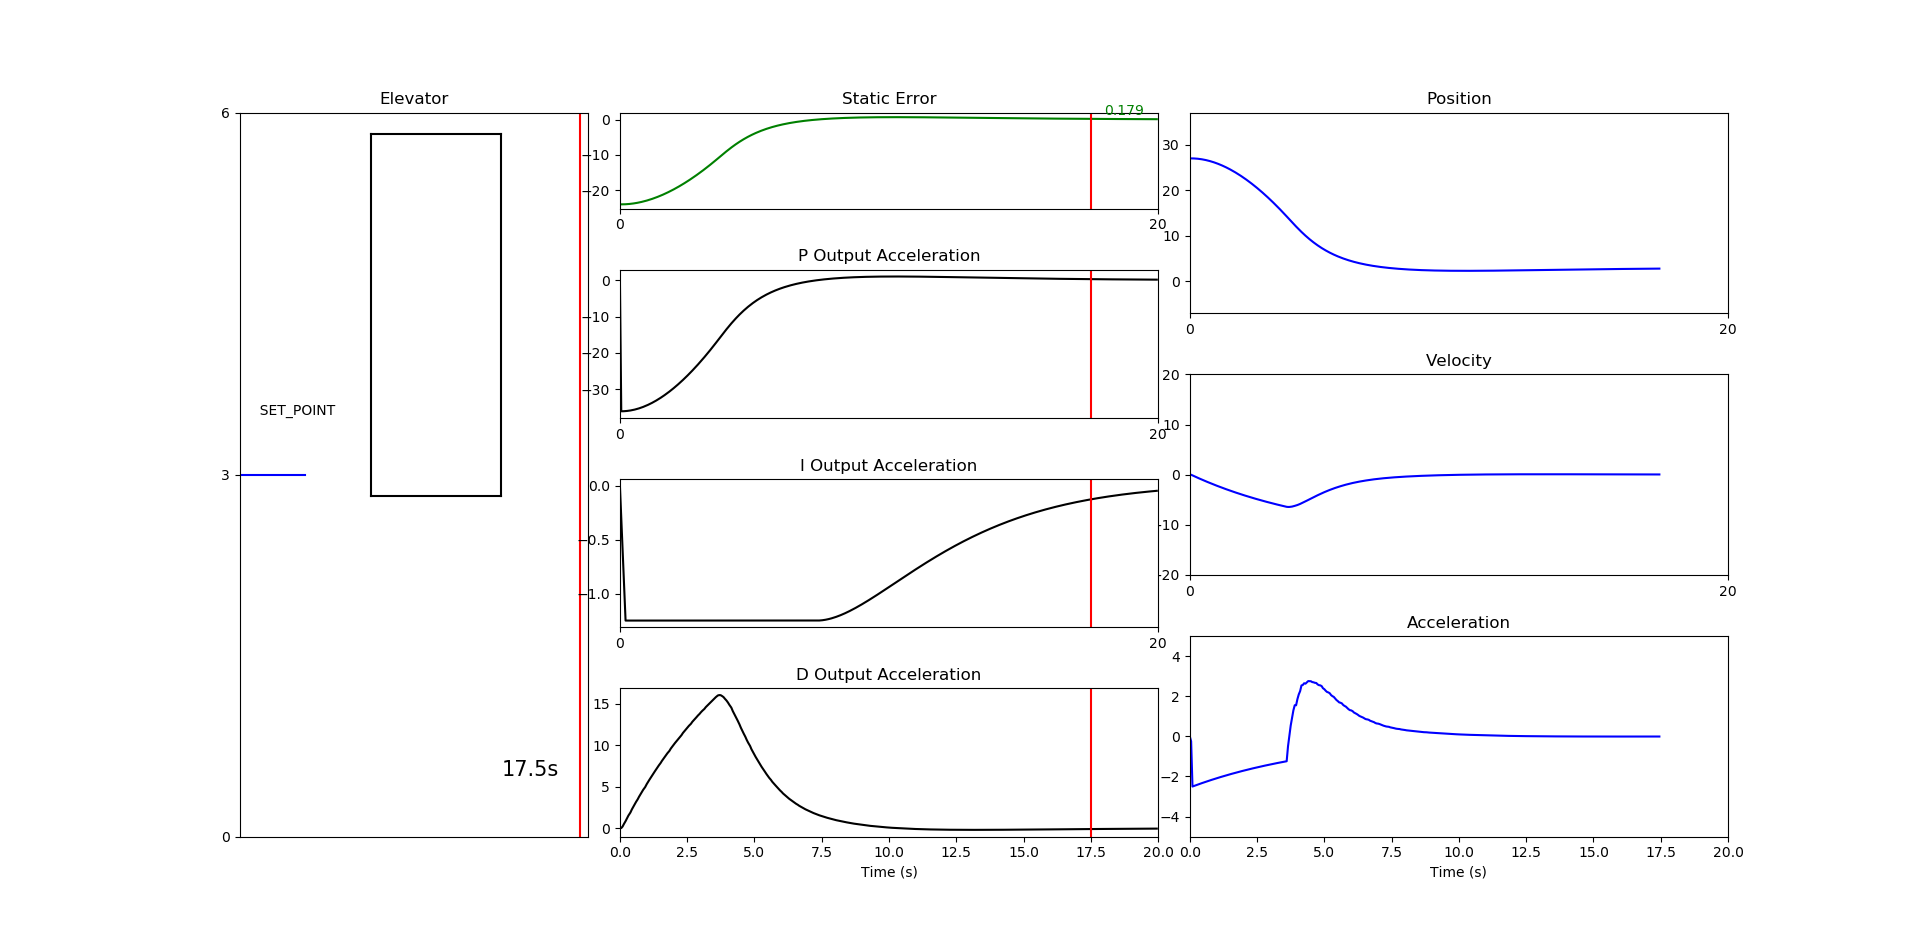 Elevator
6
SET_POINT
3
17.5s
0
Static Error
0.179
0
−10
−20
0 20
P Output Acceleration
0
−10
−20
−30
0 20
I Output Acceleration
0.0
−0.5
−1.0
0 20
D Output Acceleration
15
10
5
0
0.0 2.5 5.0 7.5 10.0 12.5 15.0 17.5 20.0
Time (s)
Position
30
20
10
0
0 20
Velocity
20
10
0
-10
-20
0 20
Acceleration
4
2
0
−2
−4
0.0 2.5 5.0 7.5 10.0 12.5 15.0 17.5 20.0
Time (s)